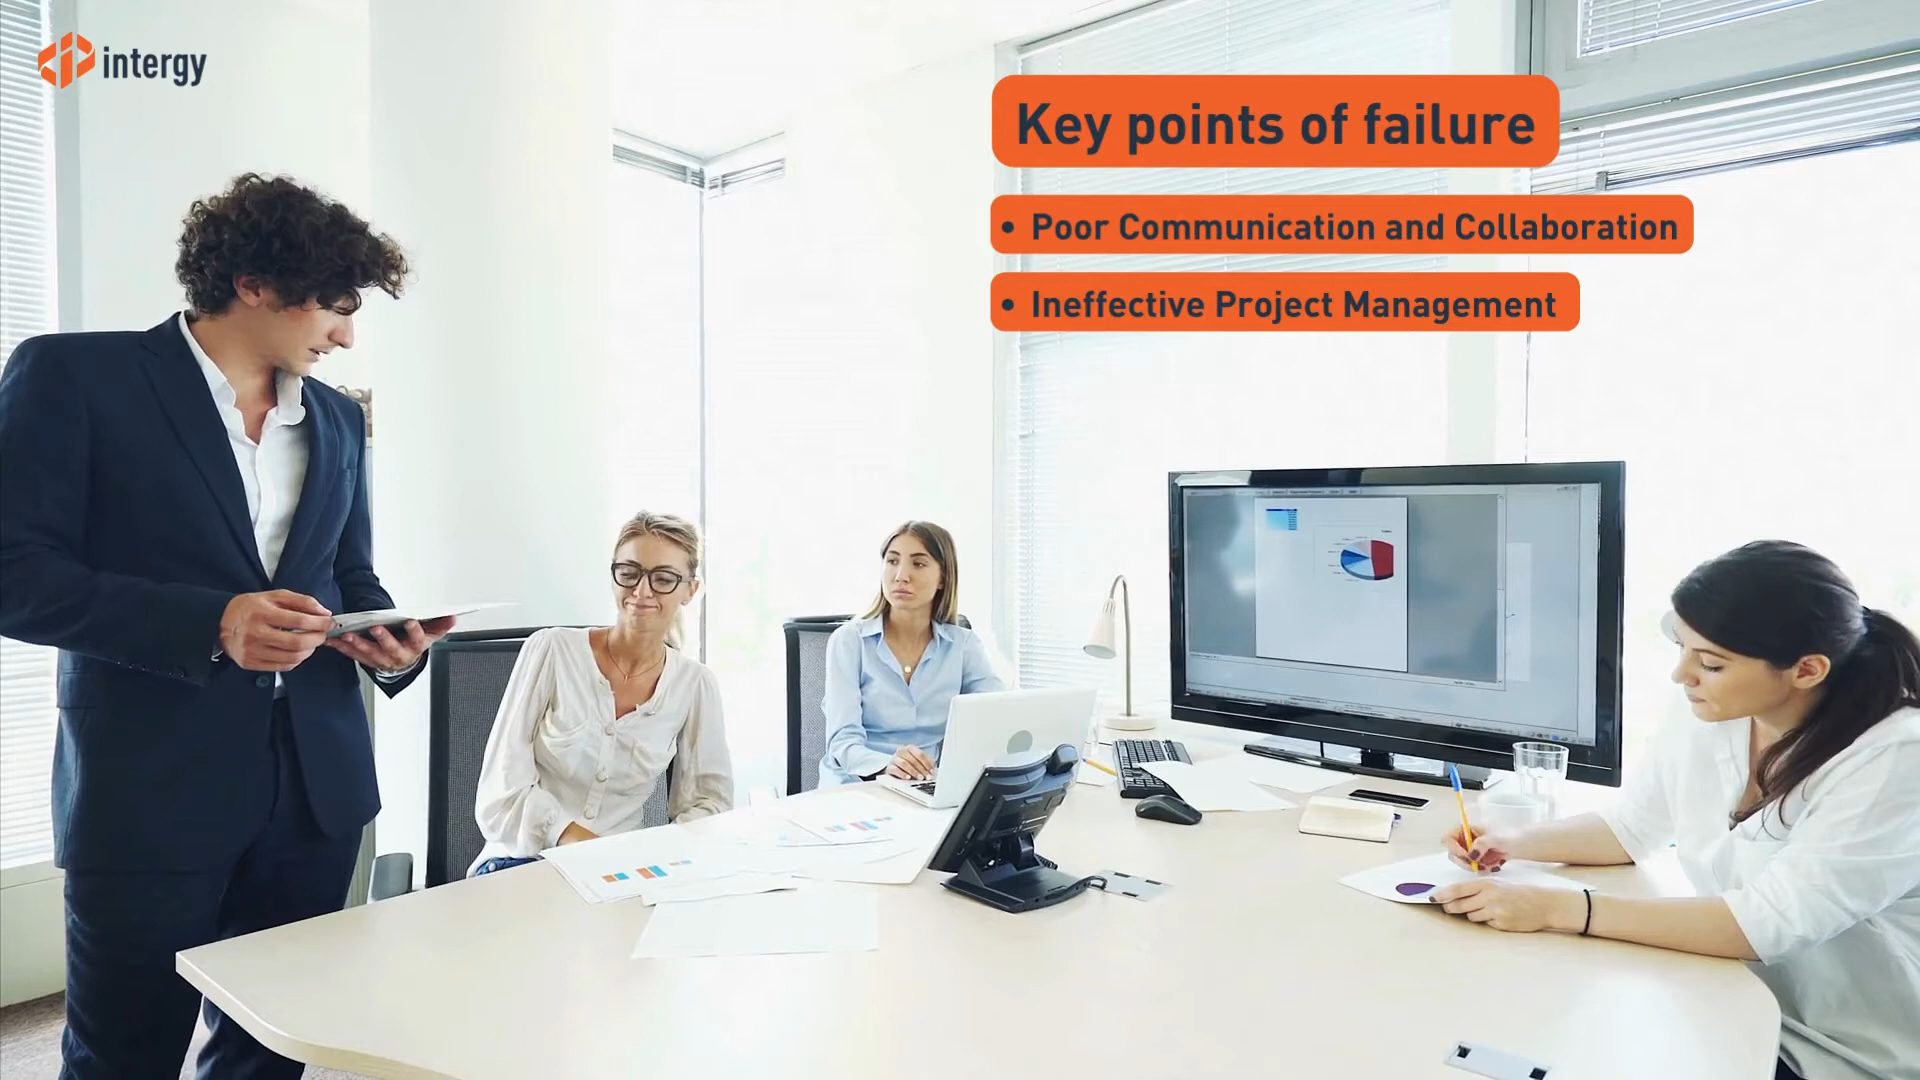 intergy
Key points of failure
• Poor Communication and Collaboration
• Ineffective Project Management